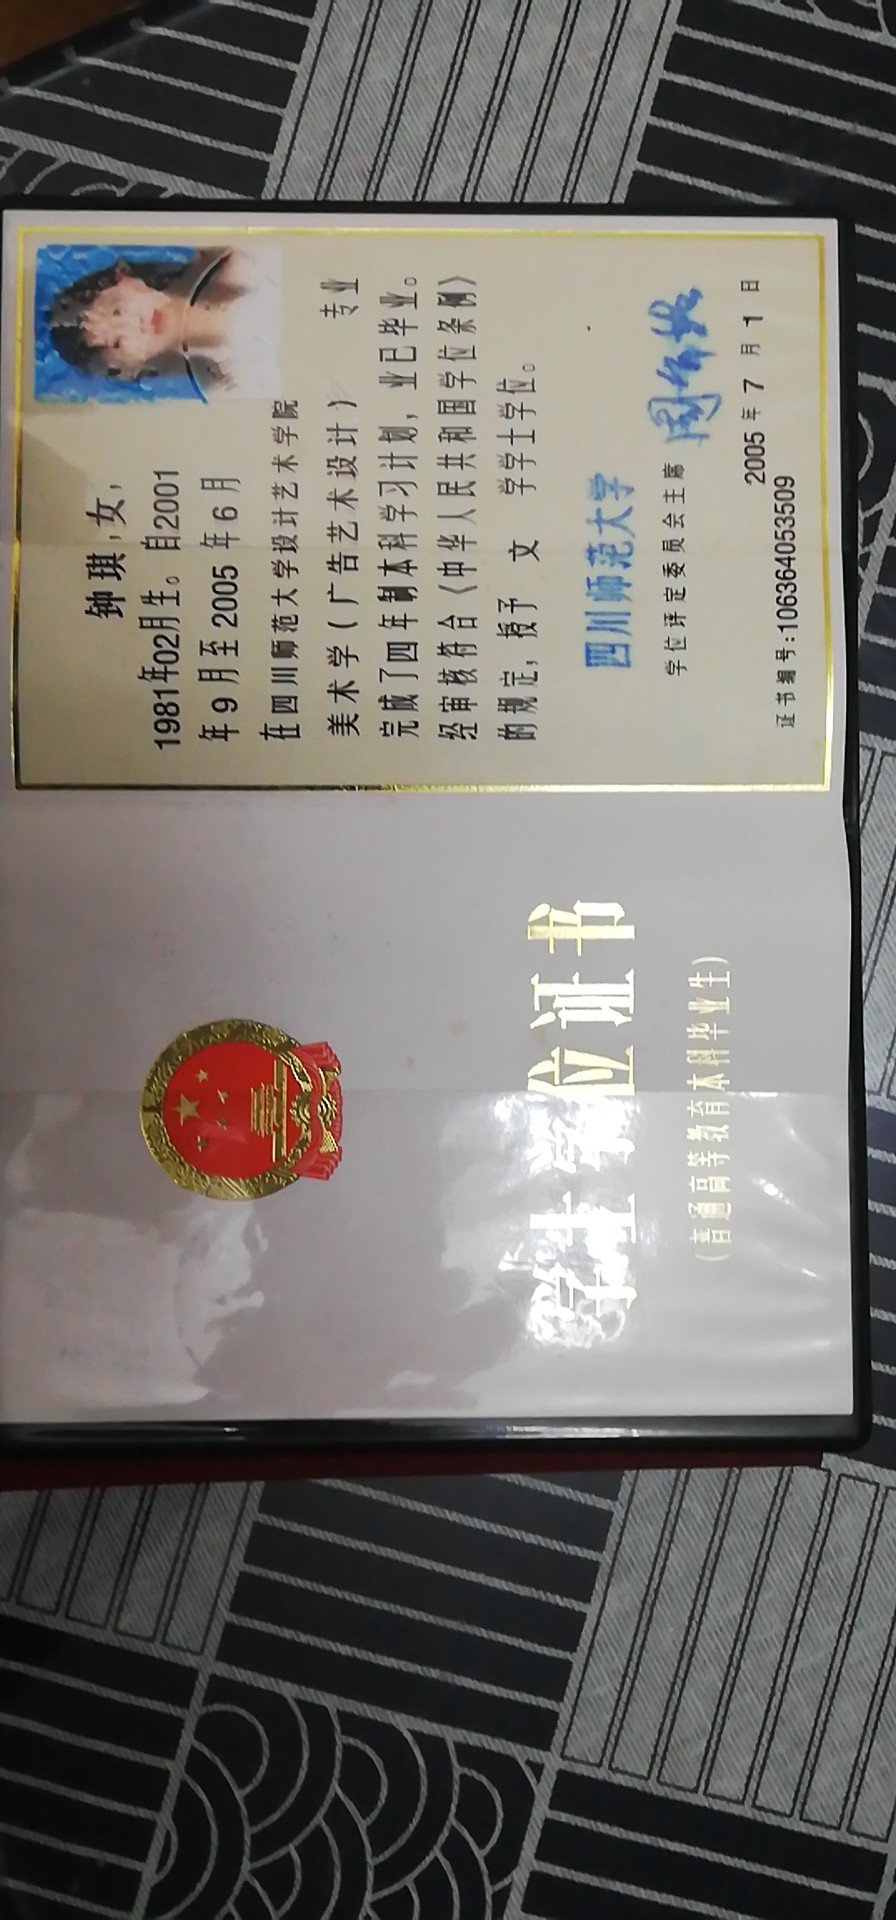 学士学位证书
(普通高等教育本科毕业生)
钟琪,女,
1981年02月生。自2001
年9月至2005年6月
在四川师范大学设计艺术学院
美术学(广告艺术设计) 专业
完成了四年制本科学习计划,业已毕业。
经审核符合《中华人民共和国学位条例》
的规定,授予 文 学学士学位。
四川师范大学
学位评定委员会主席
2005年7月1日
证书编号:106364053509